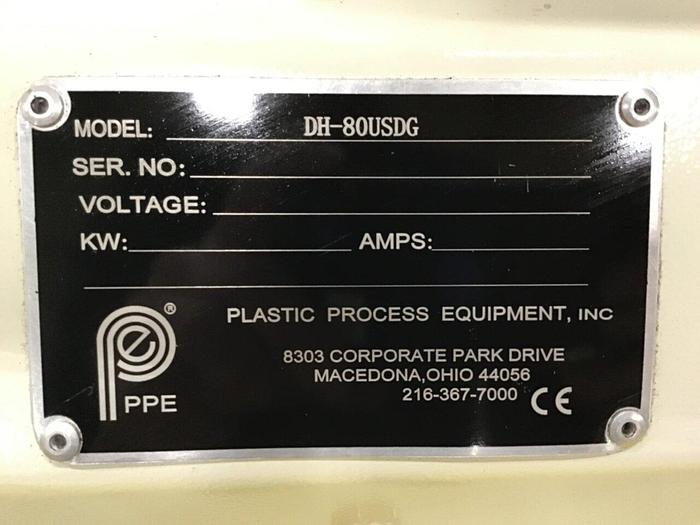 MODEL: DH-80USDG
SER. NO:
VOLTAGE:
KW: AMPS:
PLASTIC PROCESS EQUIPMENT, INC
8303 CORPORATE PARK DRIVE
MACEDONA,OHIO 44056
216-367-7000 CE
pe®
PPE